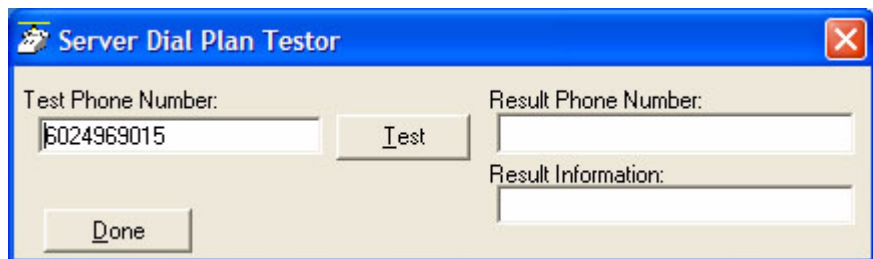 Server Dial Plan Testor
Test Phone Number:
6024969015
Test
Result Phone Number:
Result Information:
Done